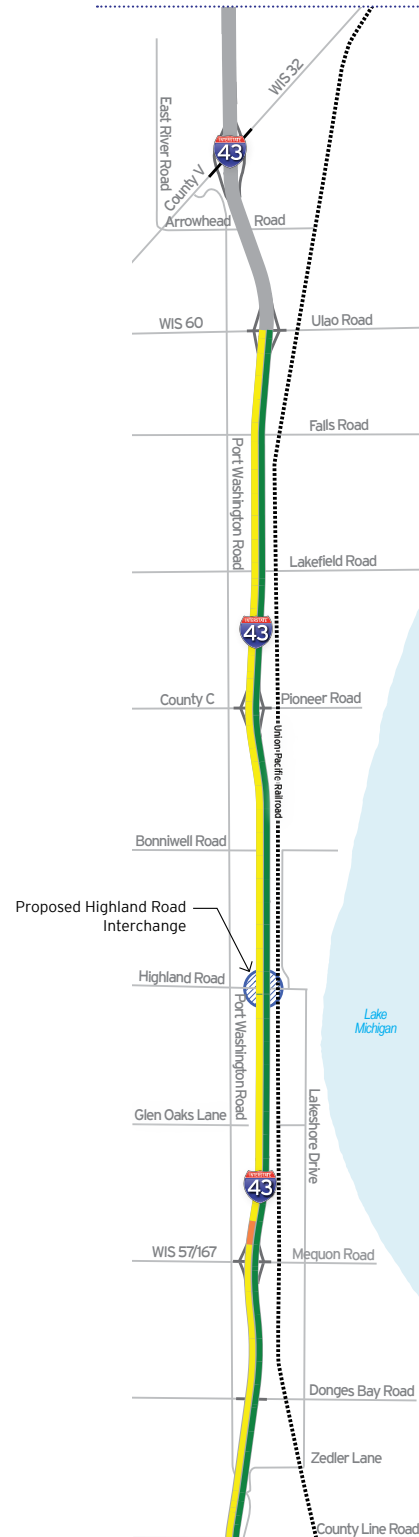 WIS 32
INTERSTATE
43
East River Road
County V
Arrowhead Road
WIS 60
Ulao Road
Falls Road
Port Washington Road
Lakefield Road
INTERSTATE
43
County C
Pioneer Road
Union Pacific Railroad
Bonniwell Road
Proposed Highland Road
Interchange
Highland Road
Port Washington Road
Lake
Michigan
Glen Oaks Lane
Lakeshore Drive
INTERSTATE
43
WIS 57/167
Mequon Road
Donges Bay Road
Zedler Lane
County Line Road